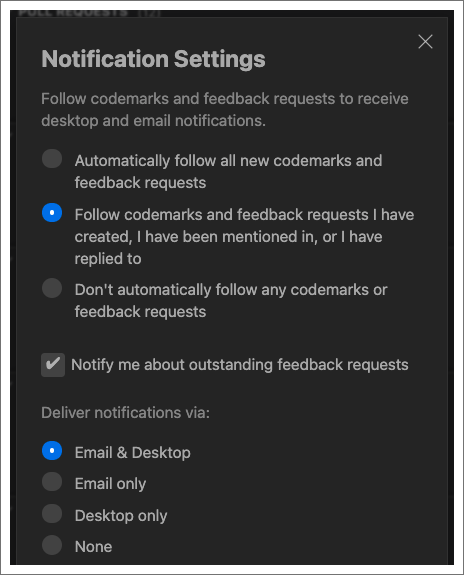 PULL REQUESTS (12)
Notification Settings
Follow codemarks and feedback requests to receive
desktop and email notifications.
Automatically follow all new codemarks and
feedback requests
Follow codemarks and feedback requests I have
created, I have been mentioned in, or I have
replied to
Don't automatically follow any codemarks or
feedback requests
Notify me about outstanding feedback requests
Deliver notifications via:
Email & Desktop
Email only
Desktop only
None